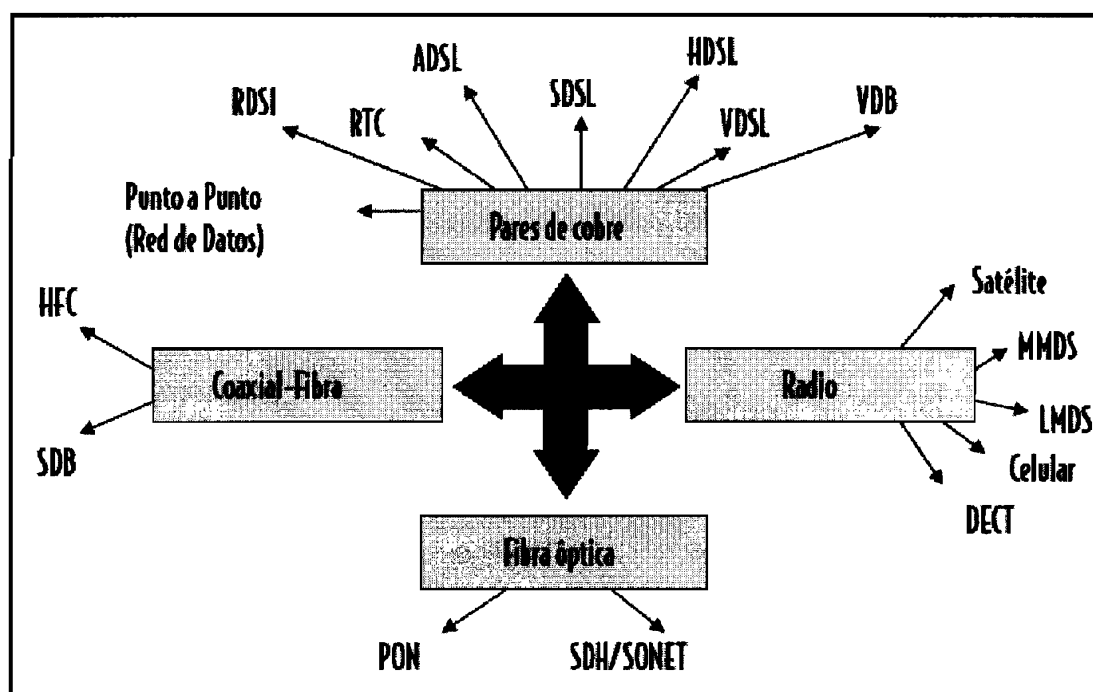 ADSL
HDSL
RDSI
SDSL
VDB
RTC
VDSL
Punto a Punto
(Red de Datos)
Pares de cobre
Satélite
HFC
MMDS
Coaxial-Fibra
Radio
LMDS
SDB
Celular
DECT
Fibra óptica
PON
SDH/SONET